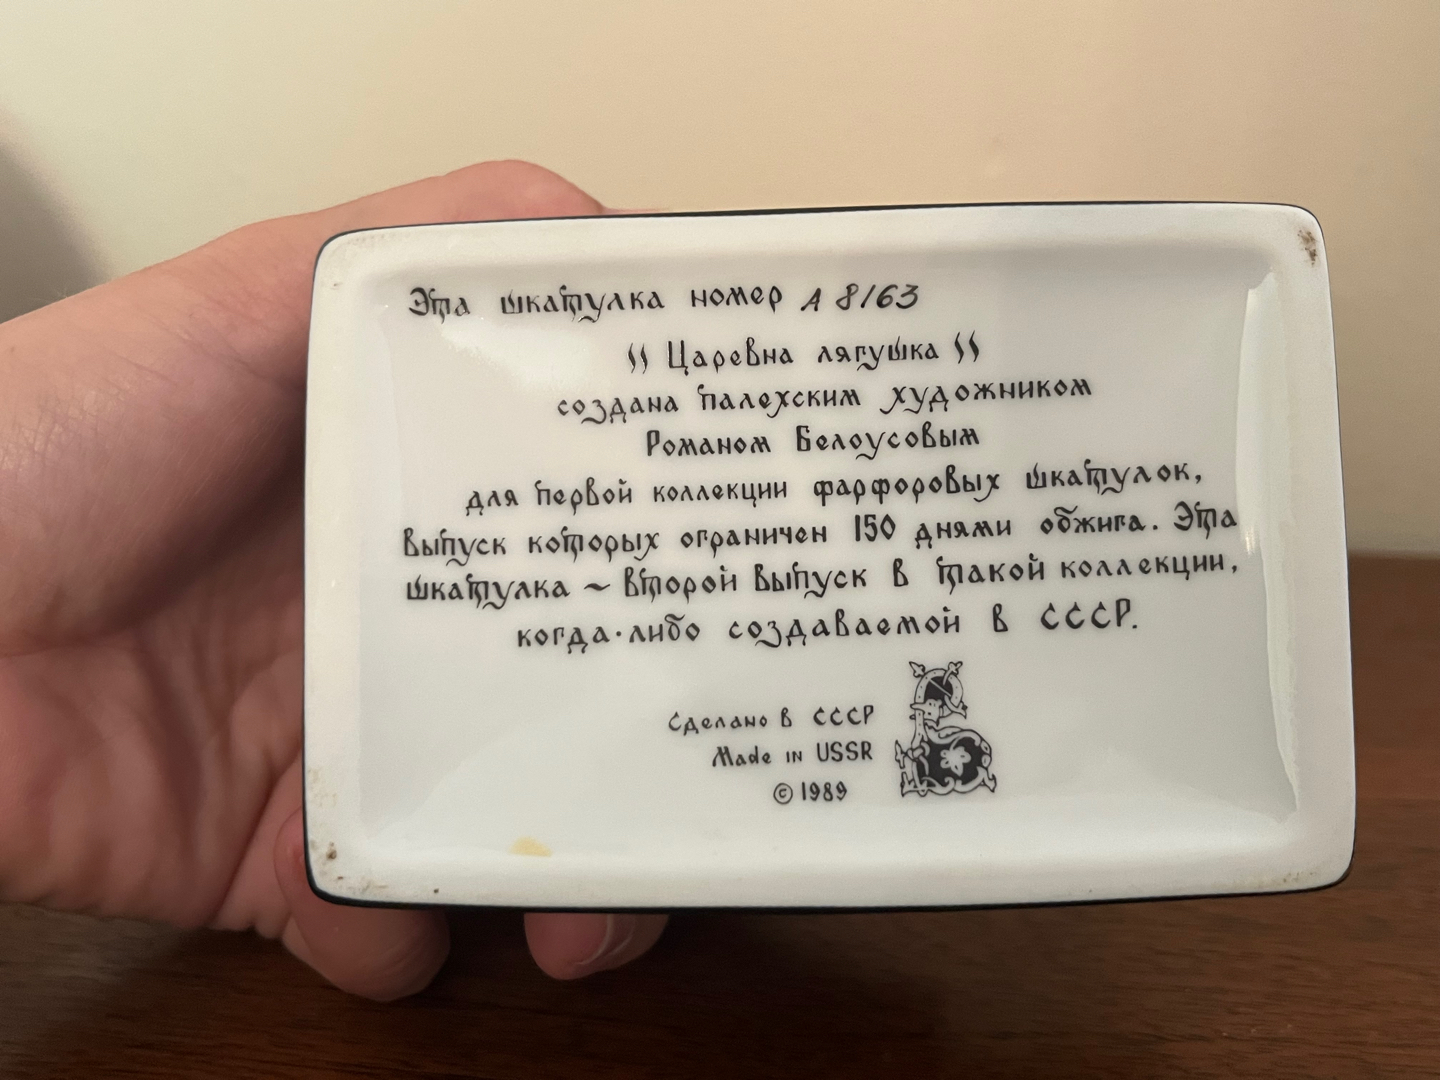 Эта шкатулка номер A 8163
" Царевна лягушка "
создана палехским художником
Романом Белоусовым
для первой коллекции фарфоровых шкатулок,
выпуск которых ограничен 150 днями обжига. Эта
шкатулка ~ второй выпуск в такой коллекции,
когда-либо создаваемой в СССР.
Сделано в СССР
Made in USSR
© 1989